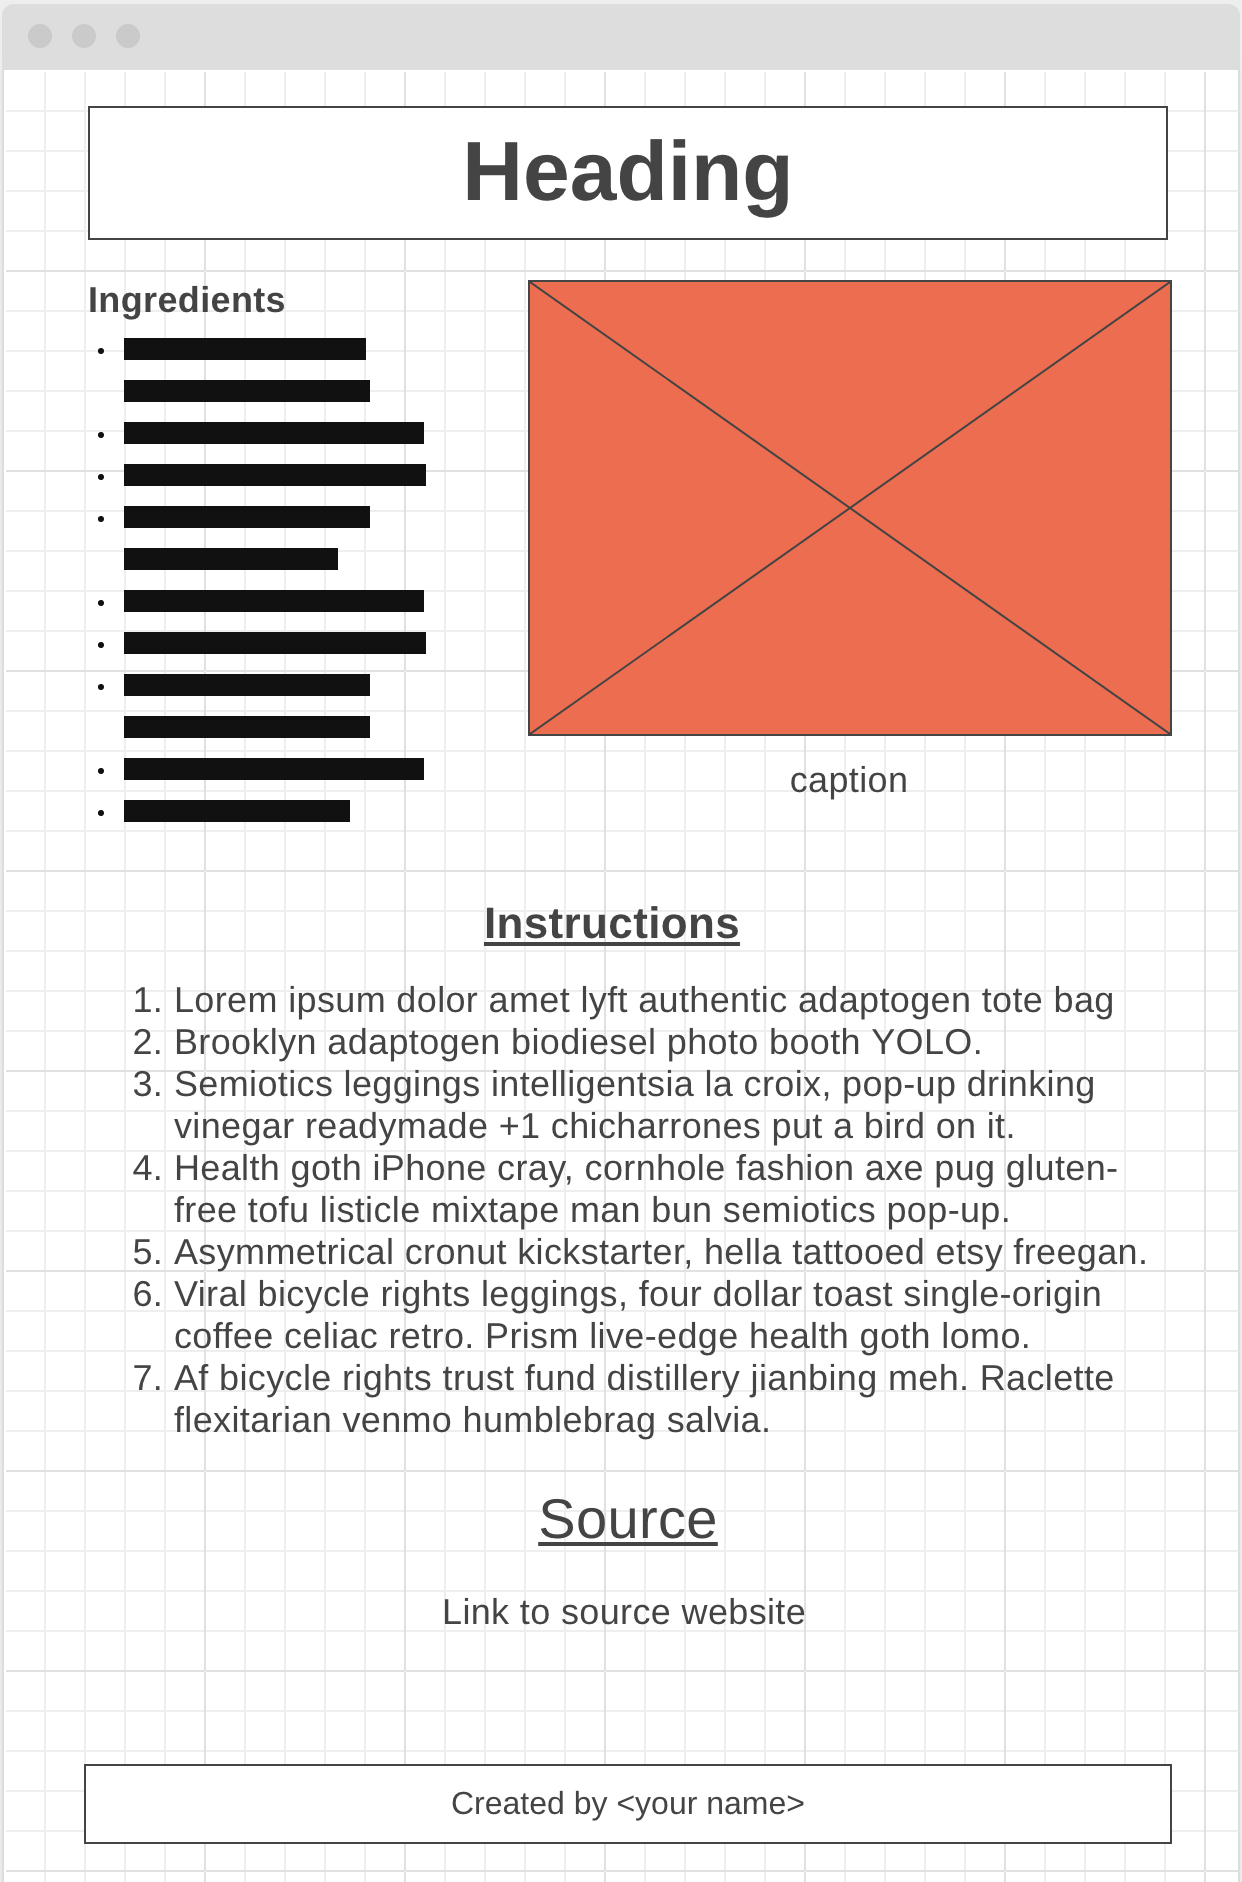 Heading
Ingredients
caption
Instructions
1. Lorem ipsum dolor amet lyft authentic adaptogen tote bag
2. Brooklyn adaptogen biodiesel photo booth YOLO.
3. Semiotics leggings intelligentsia la croix, pop-up drinking
vinegar readymade +1 chicharrones put a bird on it.
4. Health goth iPhone cray, cornhole fashion axe pug gluten-
free tofu listicle mixtape man bun semiotics pop-up.
5. Asymmetrical cronut kickstarter, hella tattooed etsy freegan.
6. Viral bicycle rights leggings, four dollar toast single-origin
coffee celiac retro. Prism live-edge health goth lomo.
7. Af bicycle rights trust fund distillery jianbing meh. Raclette
flexitarian venmo humblebrag salvia.
Source
Link to source website
Created by <your name>